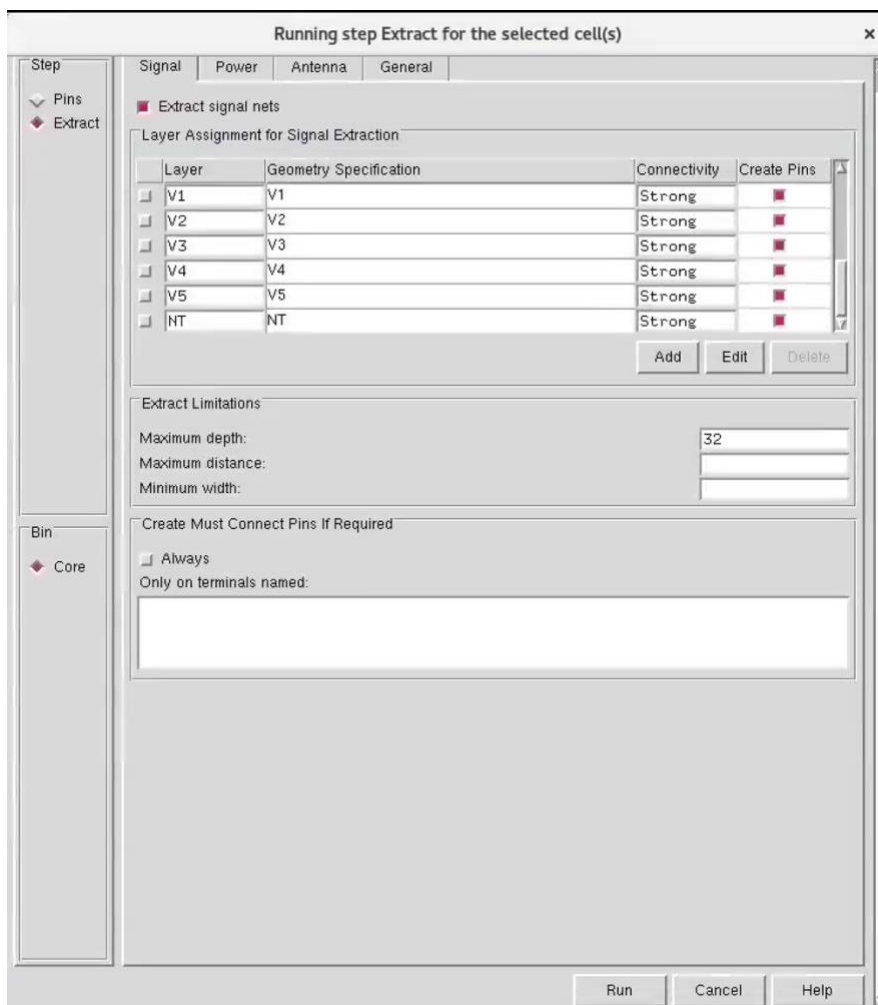 Running step Extract for the selected cell(s)
×
Step
Pins
Extract
Signal Power Antenna General
Extract signal nets
Layer Assignment for Signal Extraction
Layer Geometry Specification Connectivity Create Pins
V1 V1 Strong
V2 V2 Strong
V3 V3 Strong
V4 V4 Strong
V5 V5 Strong
NT NT Strong
Add Edit Delete
Extract Limitations
Maximum depth: 32
Maximum distance:
Minimum width:
Bin
Core
Create Must Connect Pins If Required
Always
Only on terminals named:
Run Cancel Help